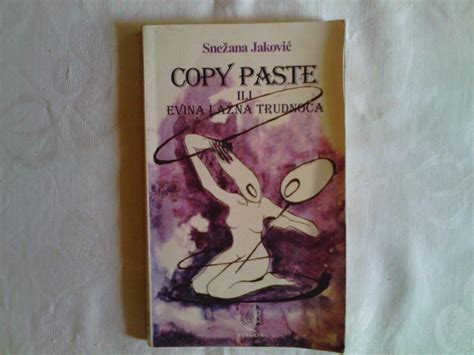 Snežana Jaković
COPY PASTE
ILI
EVINA LAŽNA TRUDNOĆA